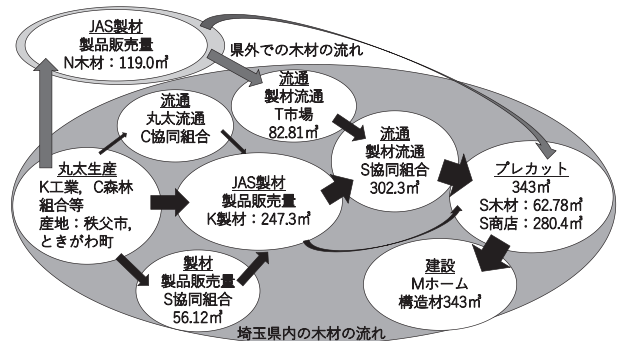 JAS製材
製品販売量
N木材：119.0㎥
県外での木材の流れ
流通
製材流通
T市場
82.81㎥
流通
丸太流通
C協同組合
流通
製材流通
S協同組合
302.3㎥
丸太生産
K工業, C森林
組合等
産地：秩父市,
ときがわ町
JAS製材
製品販売量
K製材：247.3㎥
プレカット
343㎥
S木材：62.78㎥
S商店：280.4㎥
製材
製品販売量
S協同組合
56.12㎥
建設
Mホーム
構造材343㎥
埼玉県内の木材の流れ